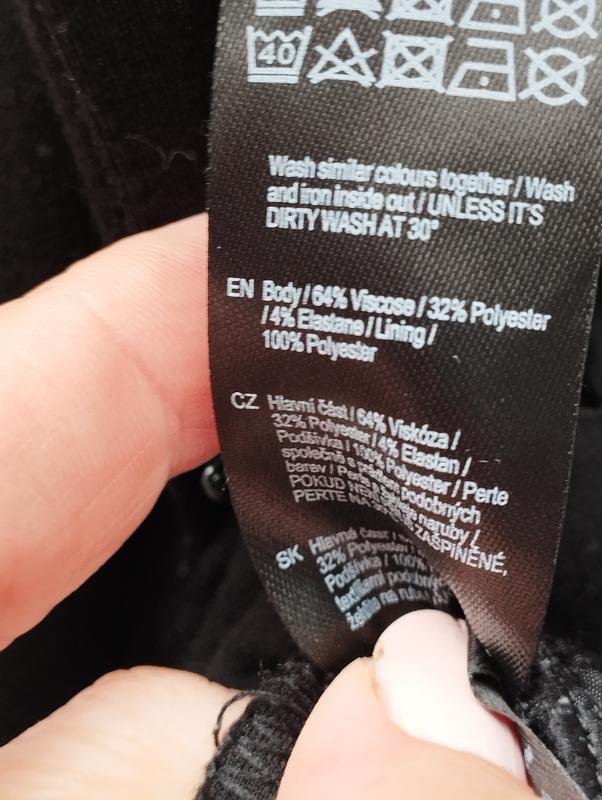 40
Wash similar colours together / Wash
and iron inside out / UNLESS IT'S
DIRTY WASH AT 30°
EN Body / 64% Viscose / 32% Polyester
/ 4% Elastane / Lining /
100% Polyester
CZ Hlavní část / 64% Viskóza /
32% Polyester / 4% Elastan /
Podšívka / 100% Polyester / Perte
společně s prádlem podobných
barev / Perte naruby /
POKUD
PERTE NA ZAŠPINĚNÉ,
SK Hlavná časť /
32% Polyester /
Podšívka / 100%
textíliami
žehlite na